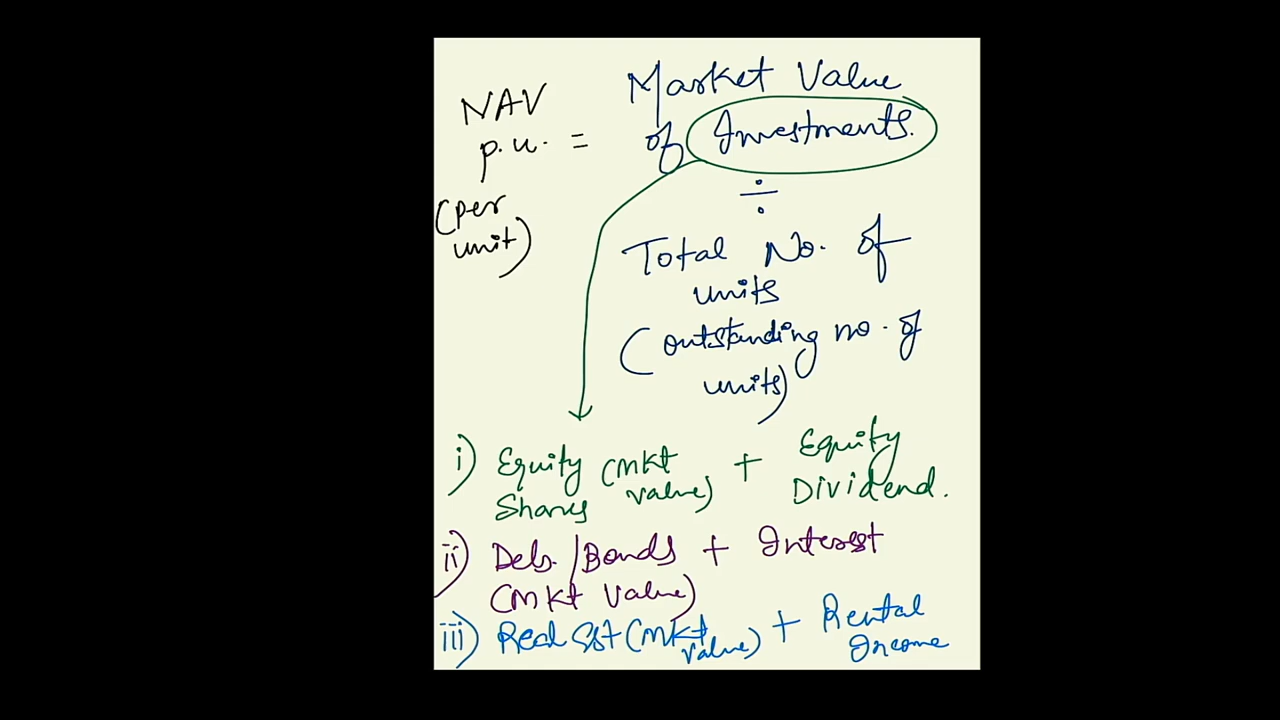 NAV
p.u. =
(per
unit)
Market Value
of Investments.
÷
Total No. of
units
(outstanding no. of
units)
i) Equity (Mkt + Equity
Shares value) Dividend.
ii) Debs. / Bonds + Interest
(Mkt Value)
iii) Real Est (Mkt + Rental
value) Income